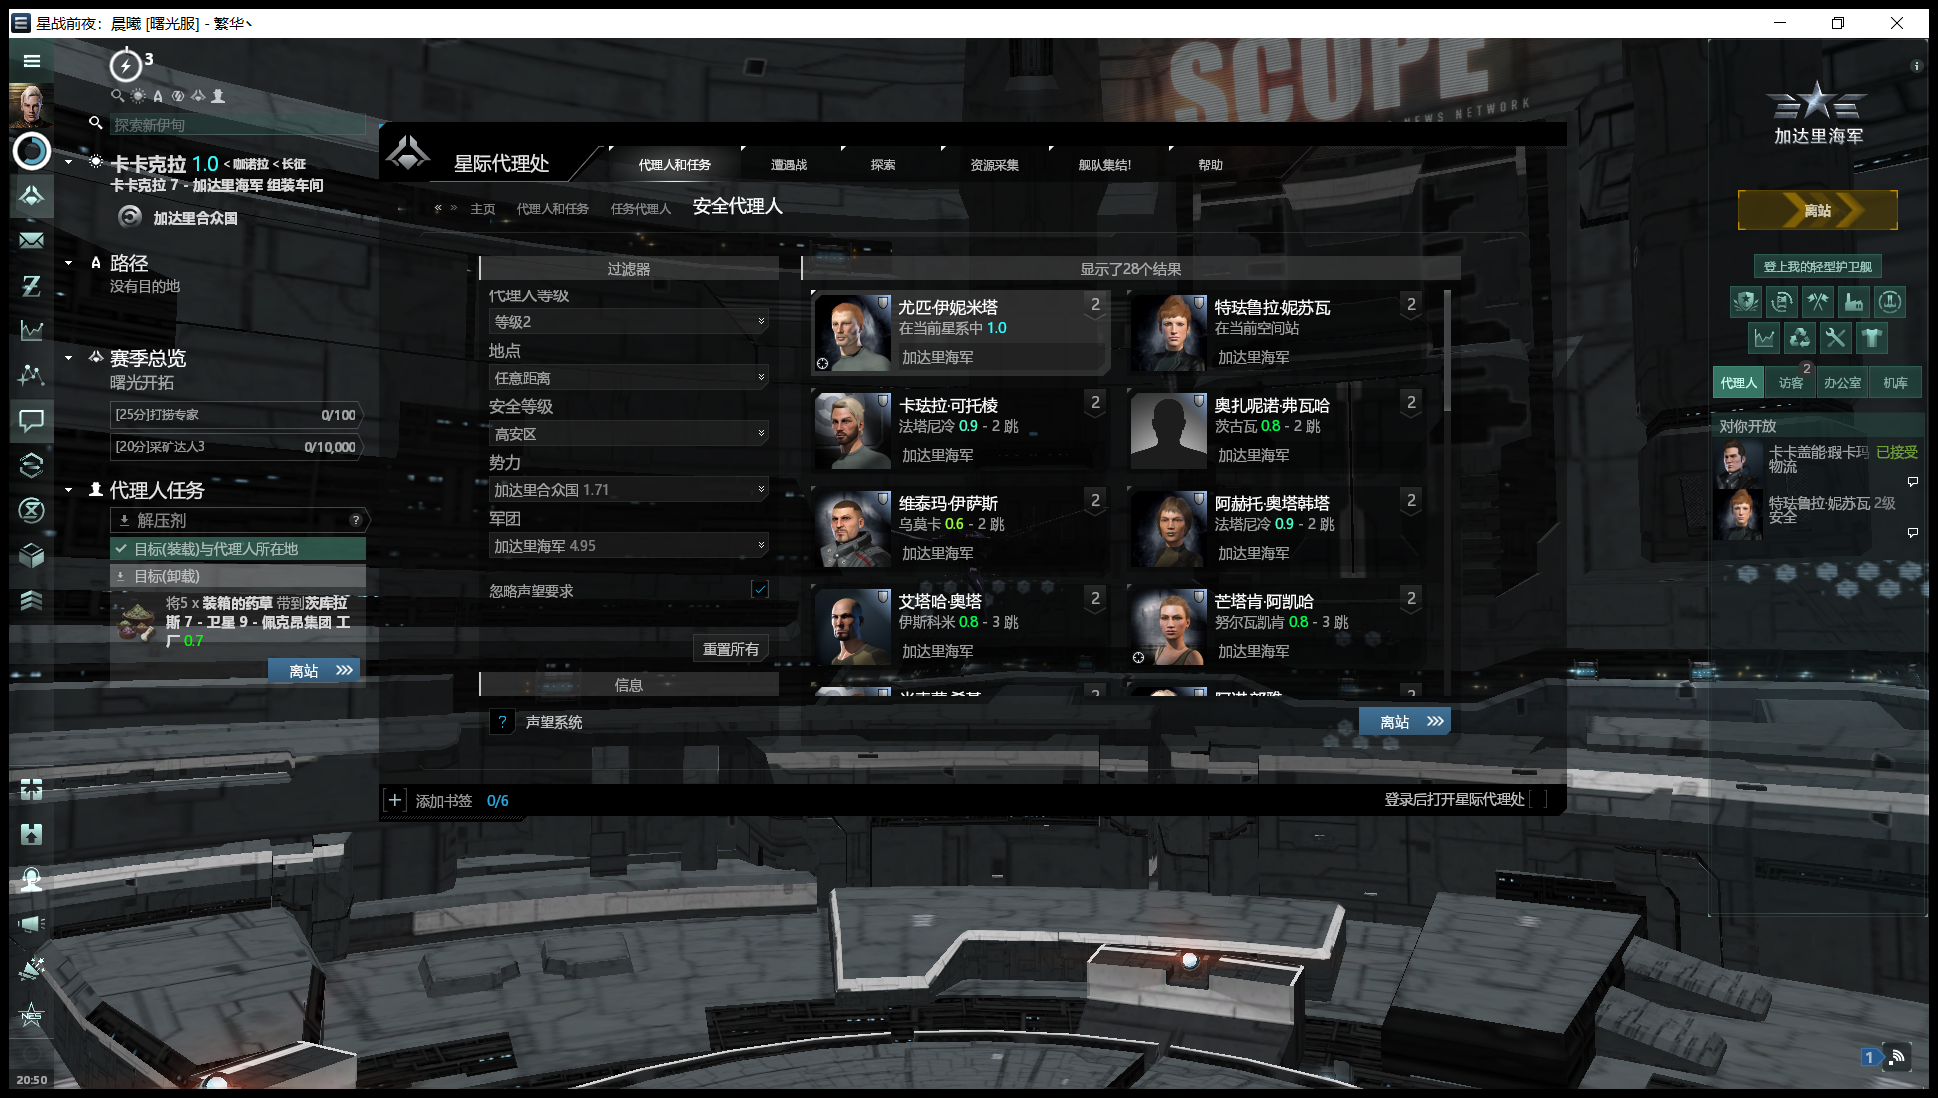 星战前夜：晨曦 [曙光服] - 繁华丶
3
探索新伊甸
卡卡克拉 1.0 < 咖诺拉 < 长征
卡卡克拉 7 - 加达里海军 组装车间
加达里合众国
路径
没有目的地
赛季总览
曙光开拓
[25分]打捞专家 0/100
[20分]采矿达人3 0/10,000
代理人任务
解压剂 ?
目标(装载)与代理人所在地
目标(卸载)
将5 x 装箱的药草 带到茨库拉
斯 7 - 卫星 9 - 佩克昂集团 工
厂 0.7
离站
20:50
SCOPE
NEWS NETWORK
星际代理处
代理人和任务
遭遇战
探索
资源采集
舰队集结!
帮助
« » 主页 代理人和任务 任务代理人 安全代理人
过滤器
代理人等级
等级2
地点
任意距离
安全等级
高安区
势力
加达里合众国 1.71
军团
加达里海军 4.95
忽略声望要求
重置所有
信息
? 声望系统
显示了28个结果
尤匹·伊妮米塔 2
在当前星系中 1.0
加达里海军
特珐鲁拉·妮苏瓦 2
在当前空间站
加达里海军
卡珐拉·可托棱 2
法塔尼冷 0.9 - 2 跳
加达里海军
奥扎呢诺·弗瓦哈 2
茨古瓦 0.8 - 2 跳
加达里海军
维泰玛·伊萨斯 2
乌莫卡 0.6 - 2 跳
加达里海军
阿赫托·奥塔韩塔 2
法塔尼冷 0.9 - 2 跳
加达里海军
艾塔哈·奥塔 2
伊斯科米 0.8 - 3 跳
加达里海军
芒塔肯·阿凯哈 2
努尔瓦凯肯 0.8 - 3 跳
加达里海军
2
2
离站
添加书签 0/6
登录后打开星际代理处
加达里海军
离站
登上我的轻型护卫舰
代理人
访客 2
办公室
机库
对你开放
卡卡盖能·瑕卡玛 已接受
物流
特珐鲁拉·妮苏瓦 2级
安全
NES
1